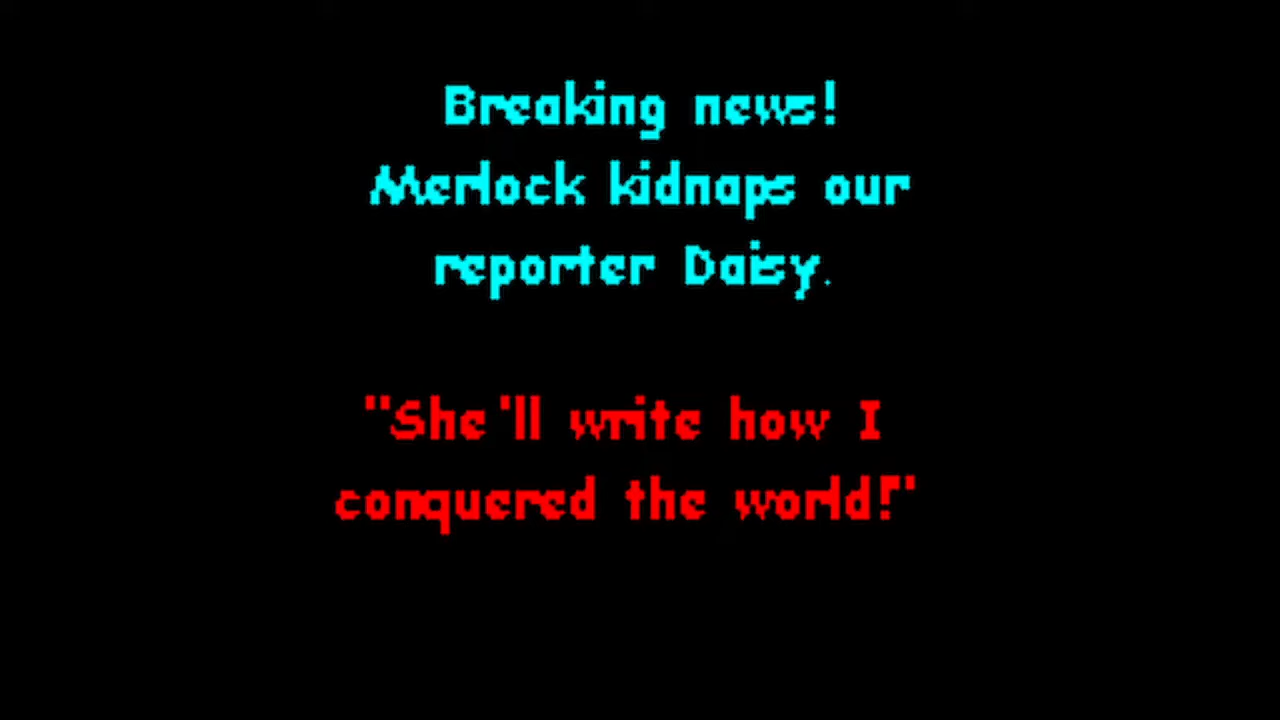 Breaking news!
Merlock kidnaps our
reporter Daisy.
"She'll write how I
conquered the world!"